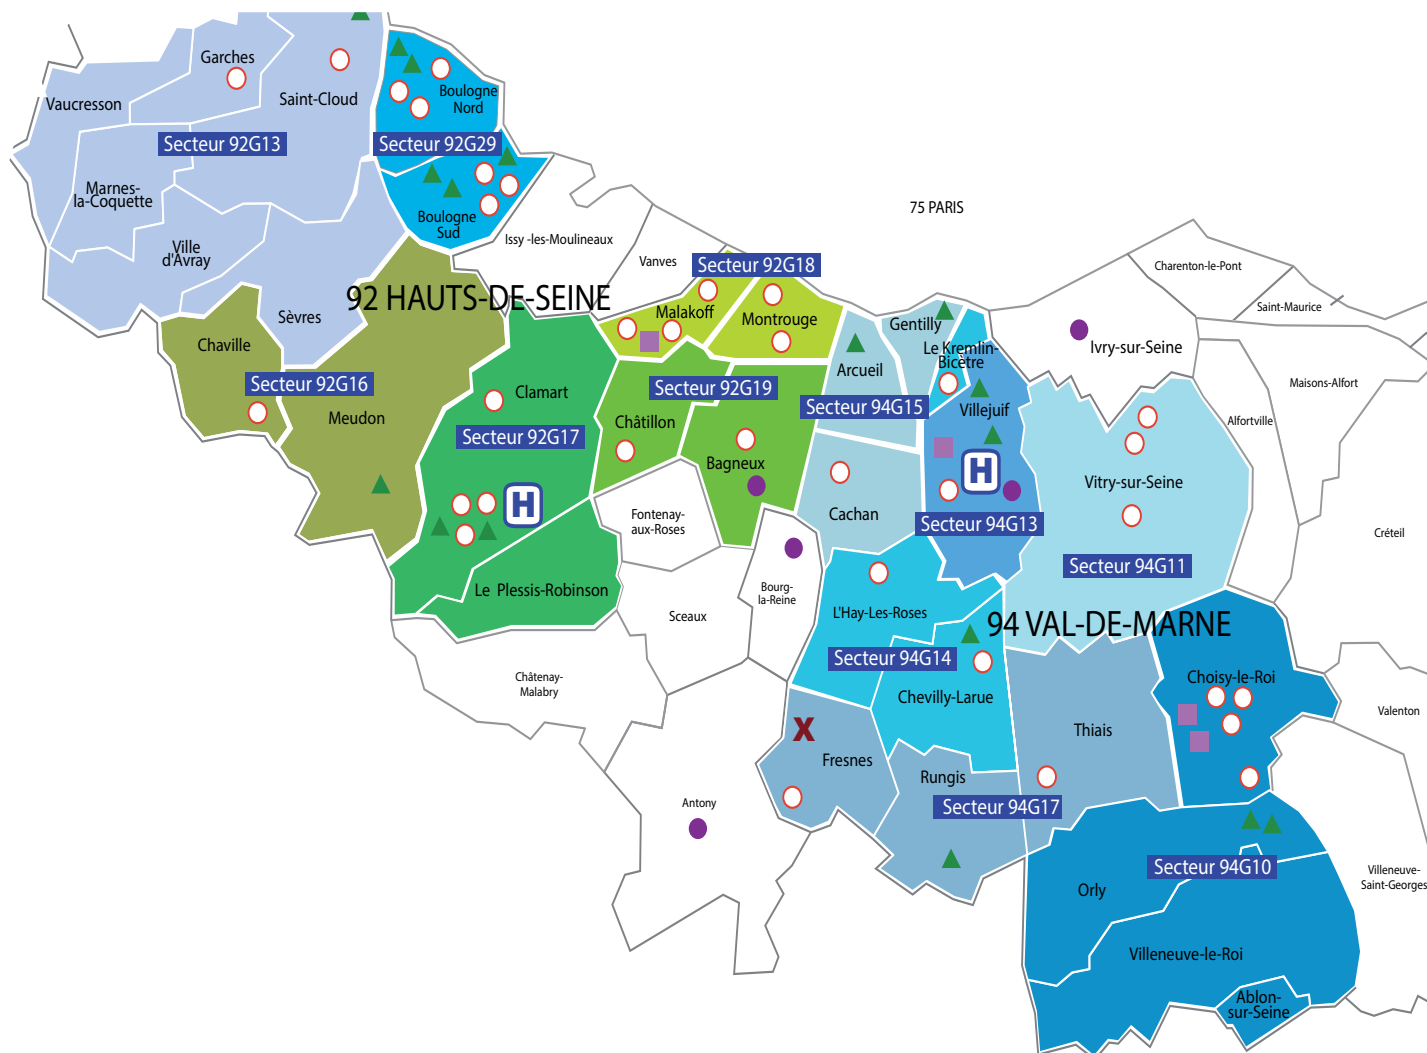 Garches
Vaucresson
Saint-Cloud
Boulogne
Nord
Secteur 92G13
Secteur 92G29
Marnes-
la-Coquette
Boulogne
Sud
75 PARIS
Ville
d'Avray
Issy -les-Moulineaux
Vanves
Secteur 92G18
Charenton-le-Pont
92 HAUTS-DE-SEINE
Saint-Maurice
Sèvres
Malakoff
Montrouge
Gentilly
Chaville
Le Kremlin-
Bicêtre
Ivry-sur-Seine
Arcueil
Secteur 92G16
Secteur 92G19
Maisons-Alfort
Clamart
Meudon
Châtillon
Secteur 94G15
Villejuif
Alfortville
Secteur 92G17
Bagneux
H
Vitry-sur-Seine
H
Fontenay-
aux-Roses
Cachan
Secteur 94G13
Créteil
Secteur 94G11
Le Plessis-Robinson
Bourg-
la-Reine
Sceaux
L'Hay-Les-Roses
94 VAL-DE-MARNE
Secteur 94G14
Châtenay-
Malabry
Chevilly-Larue
Choisy-le-Roi
Valenton
X
Thiais
Fresnes
Rungis
Antony
Secteur 94G17
Secteur 94G10
Villeneuve-
Saint-Georges
Orly
Villeneuve-le-Roi
Ablon-
sur-Seine